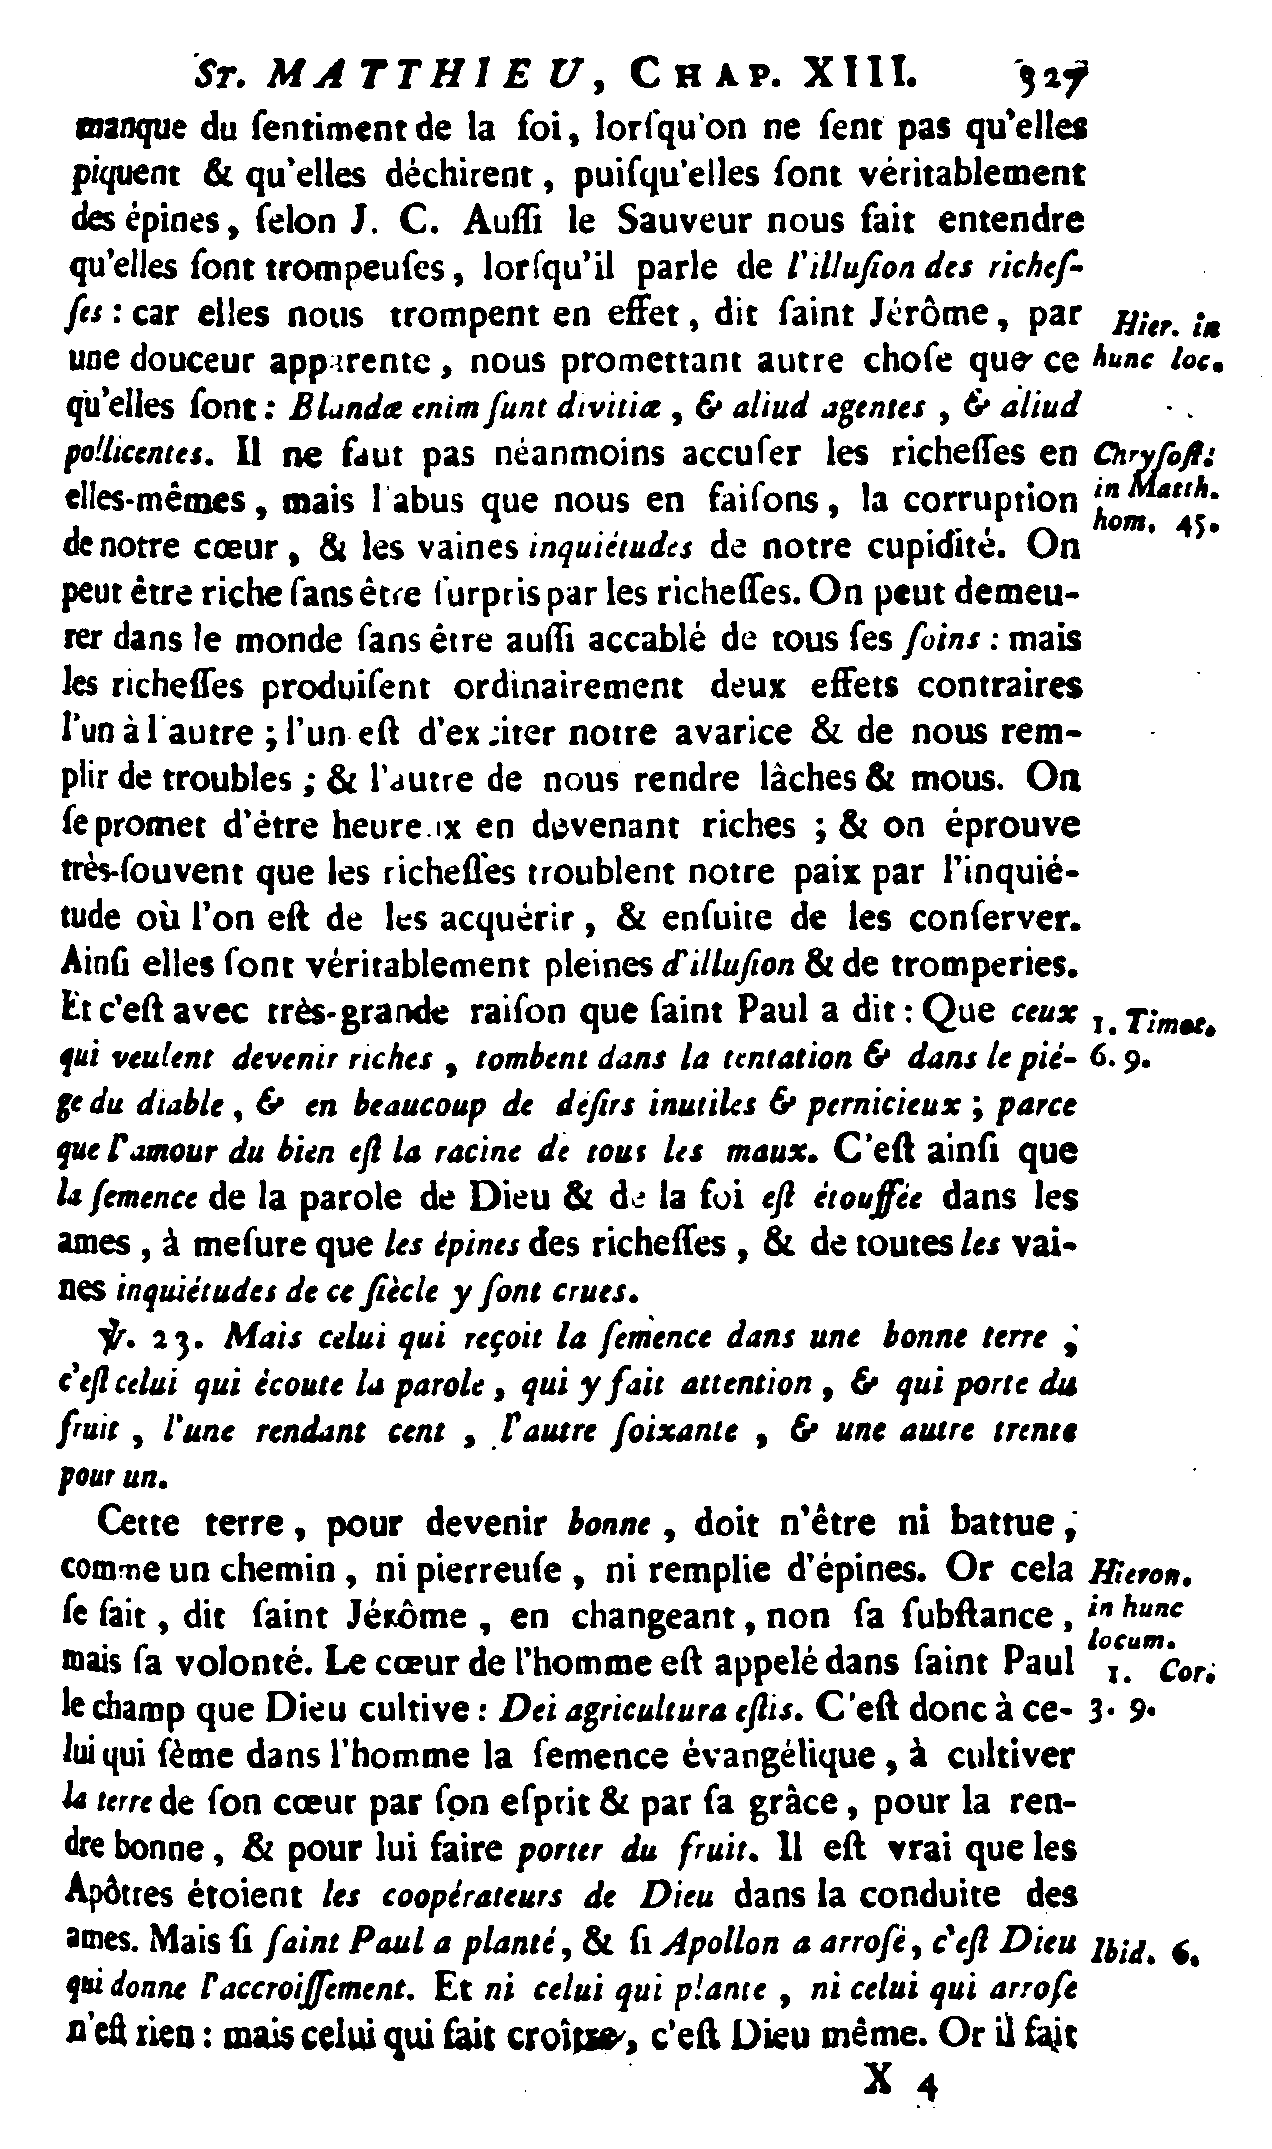 St. MATTHIEU, CHAP. XIII. 327
manque du ſentiment de la foi, lorſqu'on ne ſent pas qu'elles
piquent & qu'elles déchirent, puiſqu'elles ſont véritablement
des épines, ſelon J. C. Auſſi le Sauveur nous fait entendre
qu'elles ſont trompeuſes, lorſqu'il parle de l'illuſion des richeſ-
ſes : car elles nous trompent en effet, dit ſaint Jérôme, par
Hier. in
une douceur apparente, nous promettant autre choſe que ce
hunc loc.
qu'elles ſont : Blandæ enim ſunt divitiæ, & aliud agentes, & aliud
pollicentes. Il ne faut pas néanmoins accuſer les richeſſes en
Chryſoſt.
elles-mêmes, mais l'abus que nous en faiſons, la corruption
in Matth.
hom. 45.
de notre cœur, & les vaines inquiétudes de notre cupidité. On
peut être riche ſans être ſurpris par les richeſſes. On peut demeu-
rer dans le monde ſans être auſſi accablé de tous ſes ſoins : mais
les richeſſes produiſent ordinairement deux effets contraires
l'un à l'autre ; l'un eſt d'exciter notre avarice & de nous rem-
plir de troubles ; & l'autre de nous rendre lâches & mous. On
ſe promet d'être heureux en devenant riches ; & on éprouve
très-ſouvent que les richeſſes troublent notre paix par l'inquié-
tude où l'on eſt de les acquérir, & enſuite de les conſerver.
Ainſi elles ſont véritablement pleines d'illuſion & de tromperies.
Et c'eſt avec très-grande raiſon que ſaint Paul a dit : Que ceux
1. Timot.
qui veulent devenir riches, tombent dans la tentation & dans le pié-
6. 9.
ge du diable, & en beaucoup de déſirs inutiles & pernicieux ; parce
que l'amour du bien eſt la racine de tous les maux. C'eſt ainſi que
la ſemence de la parole de Dieu & de la foi eſt étouffée dans les
ames, à meſure que les épines des richeſſes, & de toutes les vai-
nes inquiétudes de ce ſiècle y ſont crues.
℣. 23. Mais celui qui reçoit la ſemence dans une bonne terre ;
c'eſt celui qui écoute la parole, qui y fait attention, & qui porte du
fruit, l'une rendant cent, l'autre ſoixante, & une autre trente
pour un.
Cette terre, pour devenir bonne, doit n'être ni battue,
comme un chemin, ni pierreuſe, ni remplie d'épines. Or cela
Hieron.
ſe fait, dit ſaint Jérôme, en changeant, non ſa ſubſtance,
in hunc
locum.
mais ſa volonté. Le cœur de l'homme eſt appelé dans ſaint Paul
1. Cor.
le champ que Dieu cultive : Dei agricultura eſtis. C'eſt donc à ce-
3. 9.
lui qui ſème dans l'homme la ſemence évangélique, à cultiver
la terre de ſon cœur par ſon eſprit & par ſa grâce, pour la ren-
dre bonne, & pour lui faire porter du fruit. Il eſt vrai que les
Apôtres étoient les coopérateurs de Dieu dans la conduite des
ames. Mais ſi ſaint Paul a planté, & ſi Apollon a arroſé, c'eſt Dieu
Ibid. 6.
qui donne l'accroiſſement. Et ni celui qui plante, ni celui qui arroſe
n'eſt rien : mais celui qui fait croître, c'eſt Dieu même. Or il fait
X 4